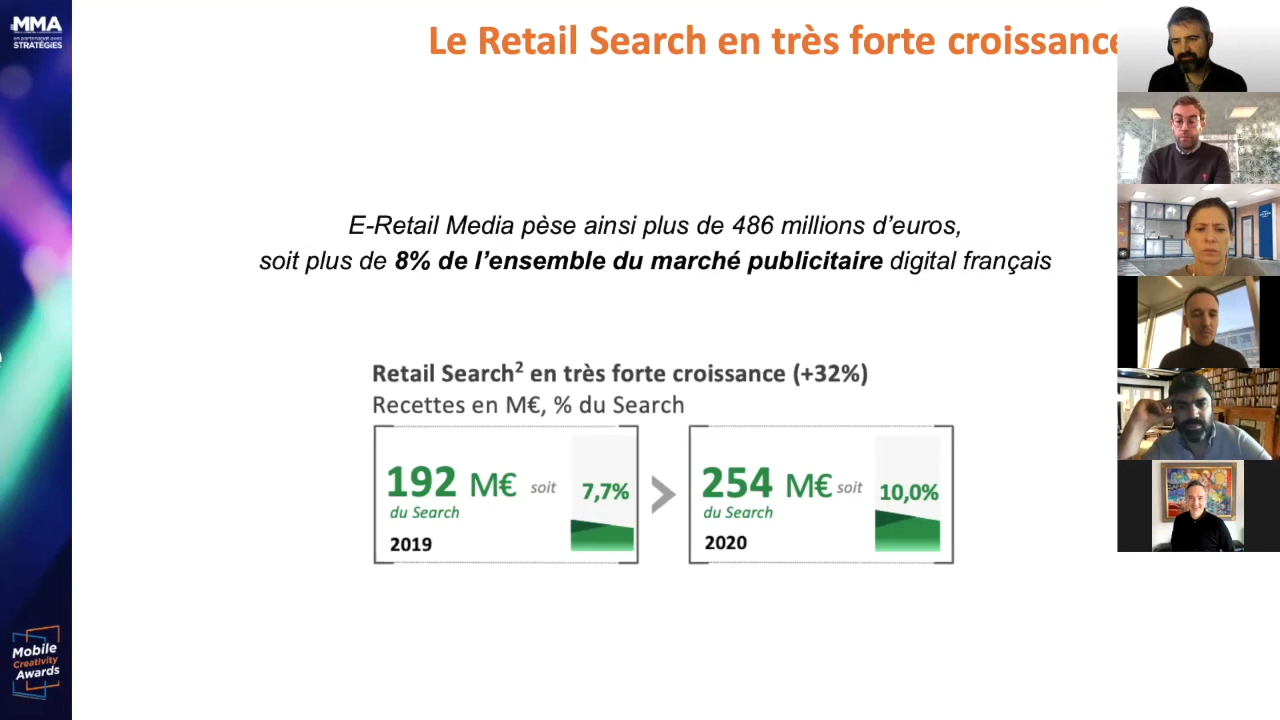 MMA
en partenariat avec
STRATÉGIES
Le Retail Search en très forte croissance
E-Retail Media pèse ainsi plus de 486 millions d’euros,
soit plus de 8% de l’ensemble du marché publicitaire digital français
Retail Search² en très forte croissance (+32%)
Recettes en M€, % du Search
192 M€ soit 7,7%
du Search
2019
254 M€ soit 10,0%
du Search
2020
Mobile
Creativity
Awards